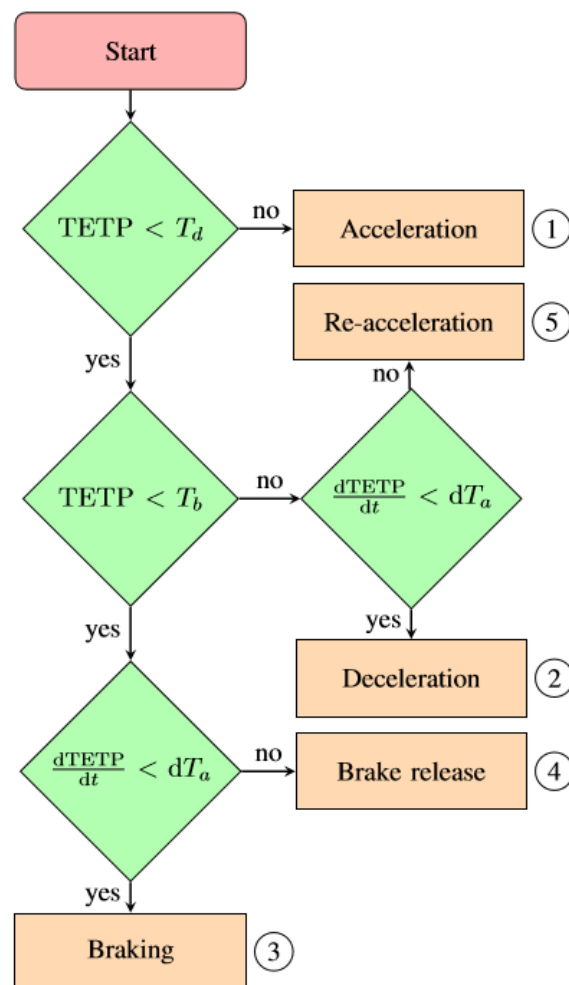 Start
TETP < T_d
no
Acceleration
1
Re-acceleration
5
yes
no
TETP < T_b
no
dTETP/dt < dT_a
yes
yes
Deceleration
2
dTETP/dt < dT_a
no
Brake release
4
yes
Braking
3